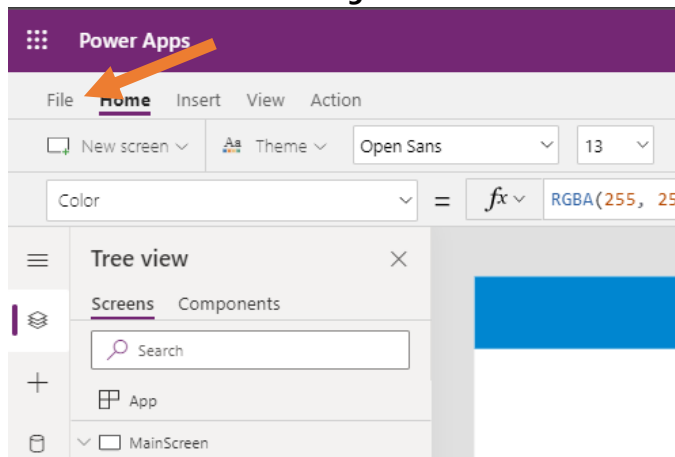 Power Apps
File Home Insert View Action
New screen Aa Theme Open Sans 13
Color = fx RGBA(255, 25
Tree view
Screens Components
Search
App
MainScreen